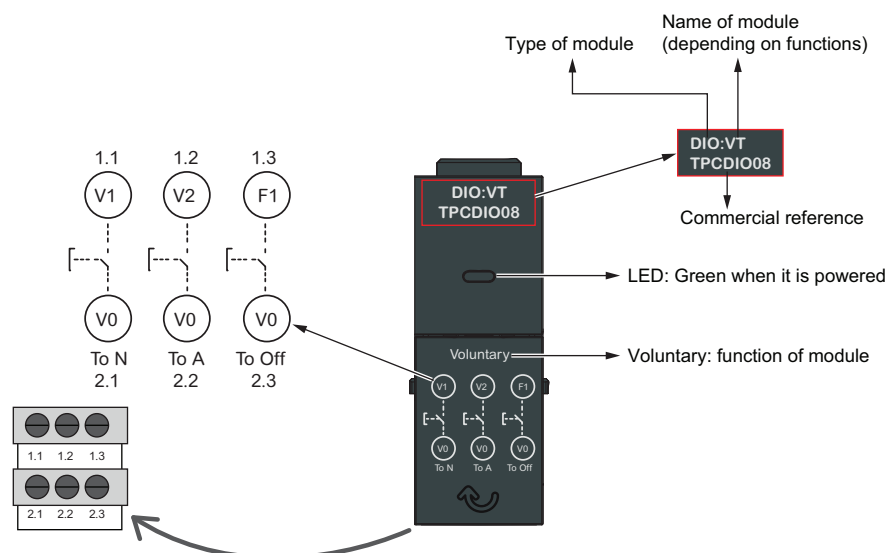 Name of module
(depending on functions)
Type of module
DIO:VT
TPCDIO08
Commercial reference
1.1 1.2 1.3
V1 V2 F1
V0 V0 V0
To N To A To Off
2.1 2.2 2.3
DIO:VT
TPCDIO08
LED: Green when it is powered
Voluntary
Voluntary: function of module
V1 V2 F1
V0 V0 V0
To N To A To Off
1.1 1.2 1.3
2.1 2.2 2.3